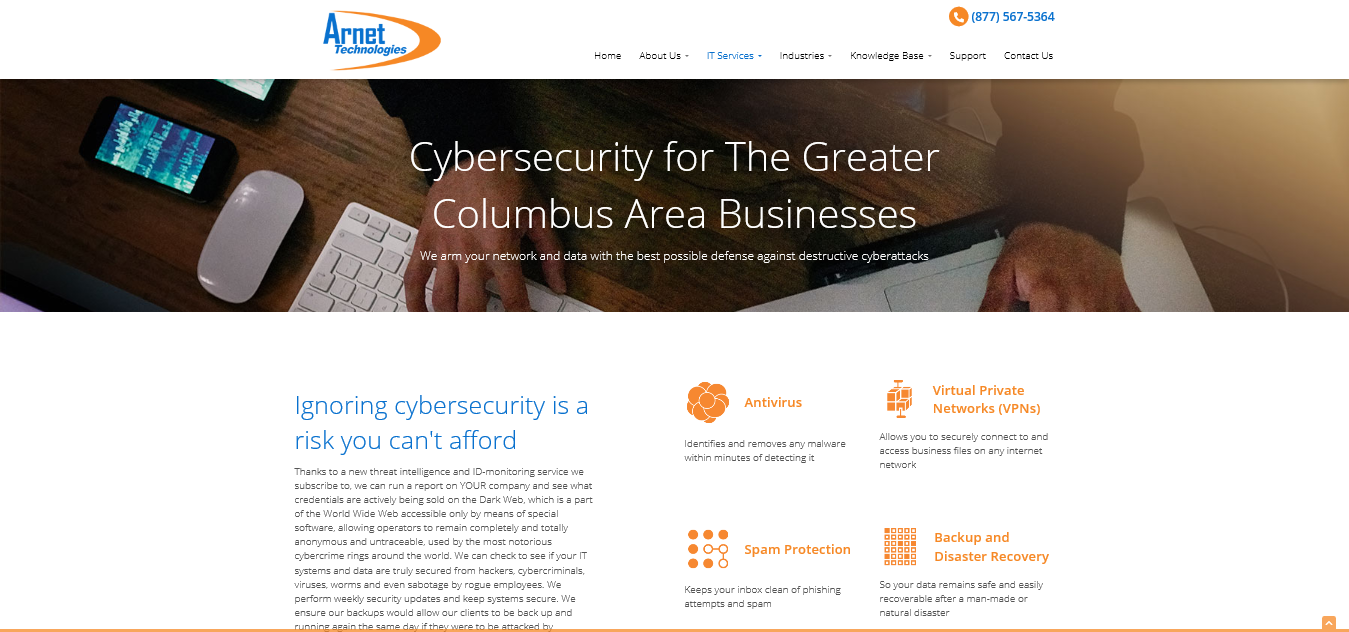 Arnet
Technologies
(877) 567-5364
Home About Us IT Services Industries Knowledge Base Support Contact Us
Cybersecurity for The Greater
Columbus Area Businesses
We arm your network and data with the best possible defense against destructive cyberattacks
Ignoring cybersecurity is a
risk you can't afford
Thanks to a new threat intelligence and ID-monitoring service we
subscribe to, we can run a report on YOUR company and see what
credentials are actively being sold on the Dark Web, which is a part
of the World Wide Web accessible only by means of special
software, allowing operators to remain completely and totally
anonymous and untraceable, used by the most notorious
cybercrime rings around the world. We can check to see if your IT
systems and data are truly secured from hackers, cybercriminals,
viruses, worms and even sabotage by rogue employees. We
perform weekly security updates and keep systems secure. We
ensure our backups would allow our clients to be back up and
running again the same day if they were to be attacked by
Antivirus
Identifies and removes any malware
within minutes of detecting it
Virtual Private
Networks (VPNs)
Allows you to securely connect to and
access business files on any internet
network
Spam Protection
Keeps your inbox clean of phishing
attempts and spam
Backup and
Disaster Recovery
So your data remains safe and easily
recoverable after a man-made or
natural disaster